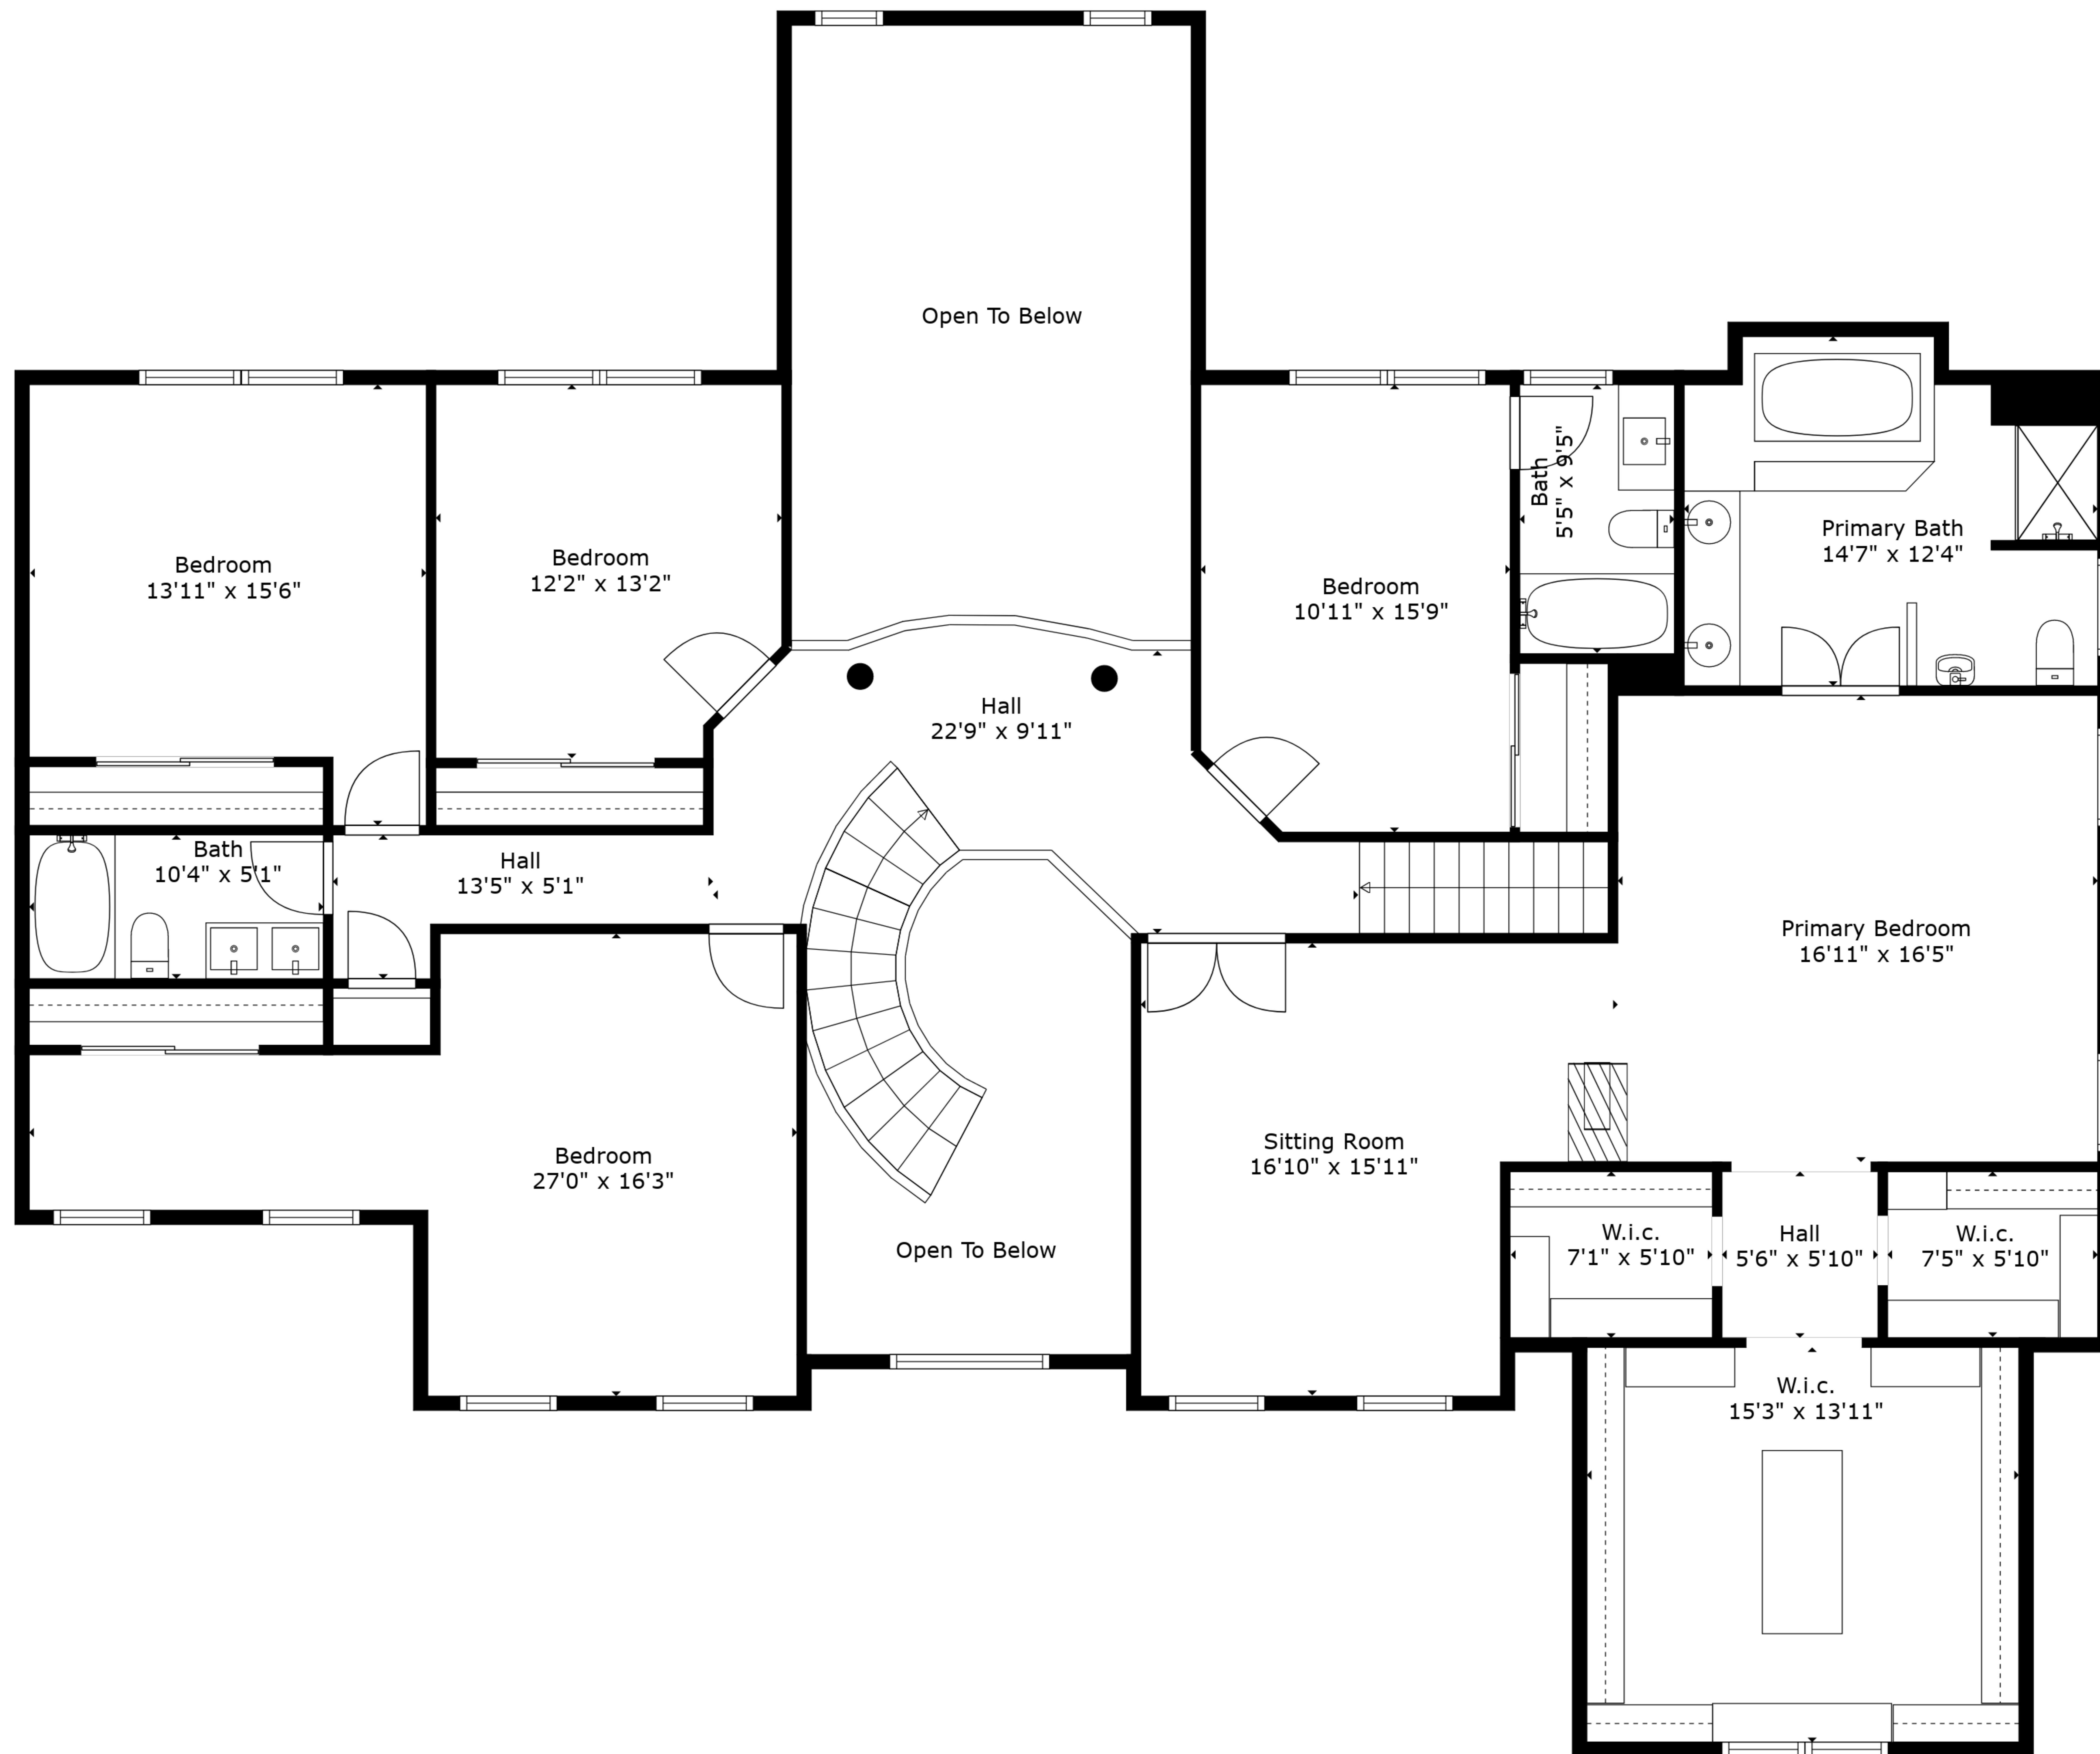 Open To Below
Bedroom
13'11" x 15'6"
Bedroom
12'2" x 13'2"
Bedroom
10'11" x 15'9"
Bath
5'5" x 9'5"
Primary Bath
14'7" x 12'4"
Hall
22'9" x 9'11"
Bath
10'4" x 5'1"
Hall
13'5" x 5'1"
Primary Bedroom
16'11" x 16'5"
Bedroom
27'0" x 16'3"
Sitting Room
16'10" x 15'11"
Open To Below
W.i.c.
7'1" x 5'10"
Hall
5'6" x 5'10"
W.i.c.
7'5" x 5'10"
W.i.c.
15'3" x 13'11"